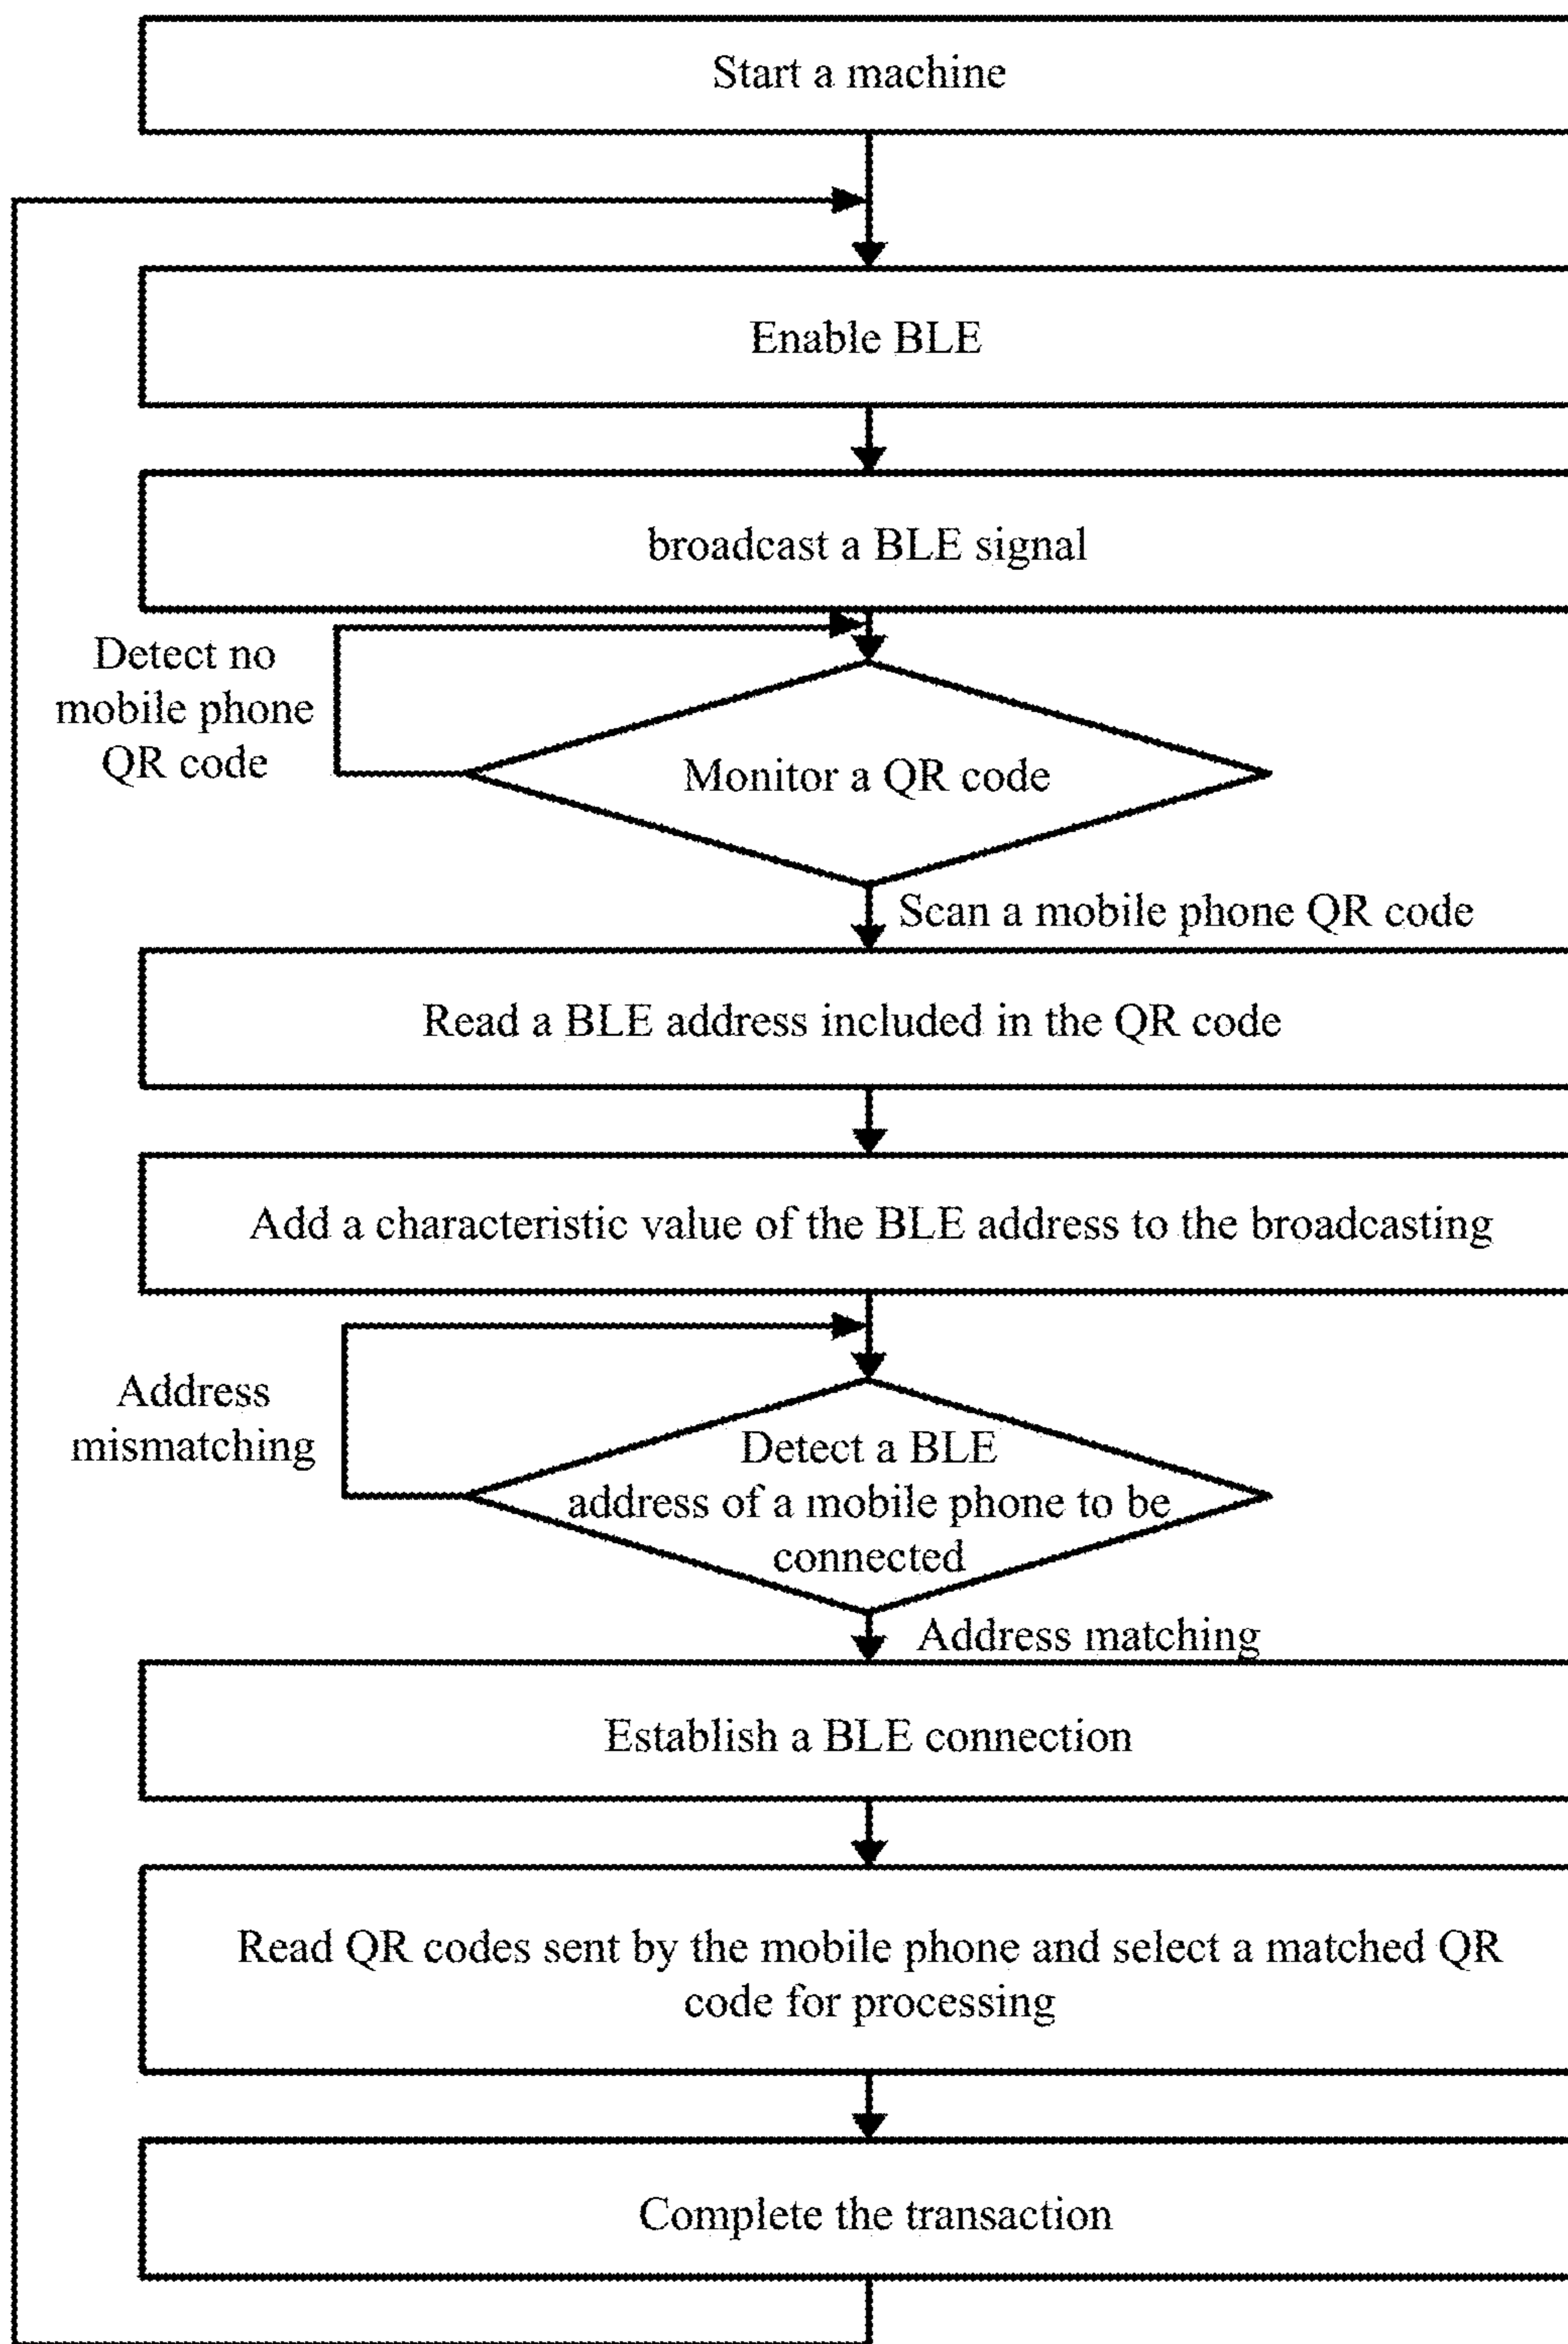 Start a machine
Enable BLE
broadcast a BLE signal
Detect no
mobile phone
QR code
Monitor a QR code
Scan a mobile phone QR code
Read a BLE address included in the QR code
Add a characteristic value of the BLE address to the broadcasting
Address
mismatching
Detect a BLE
address of a mobile phone to be
connected
Address matching
Establish a BLE connection
Read QR codes sent by the mobile phone and select a matched QR
code for processing
Complete the transaction